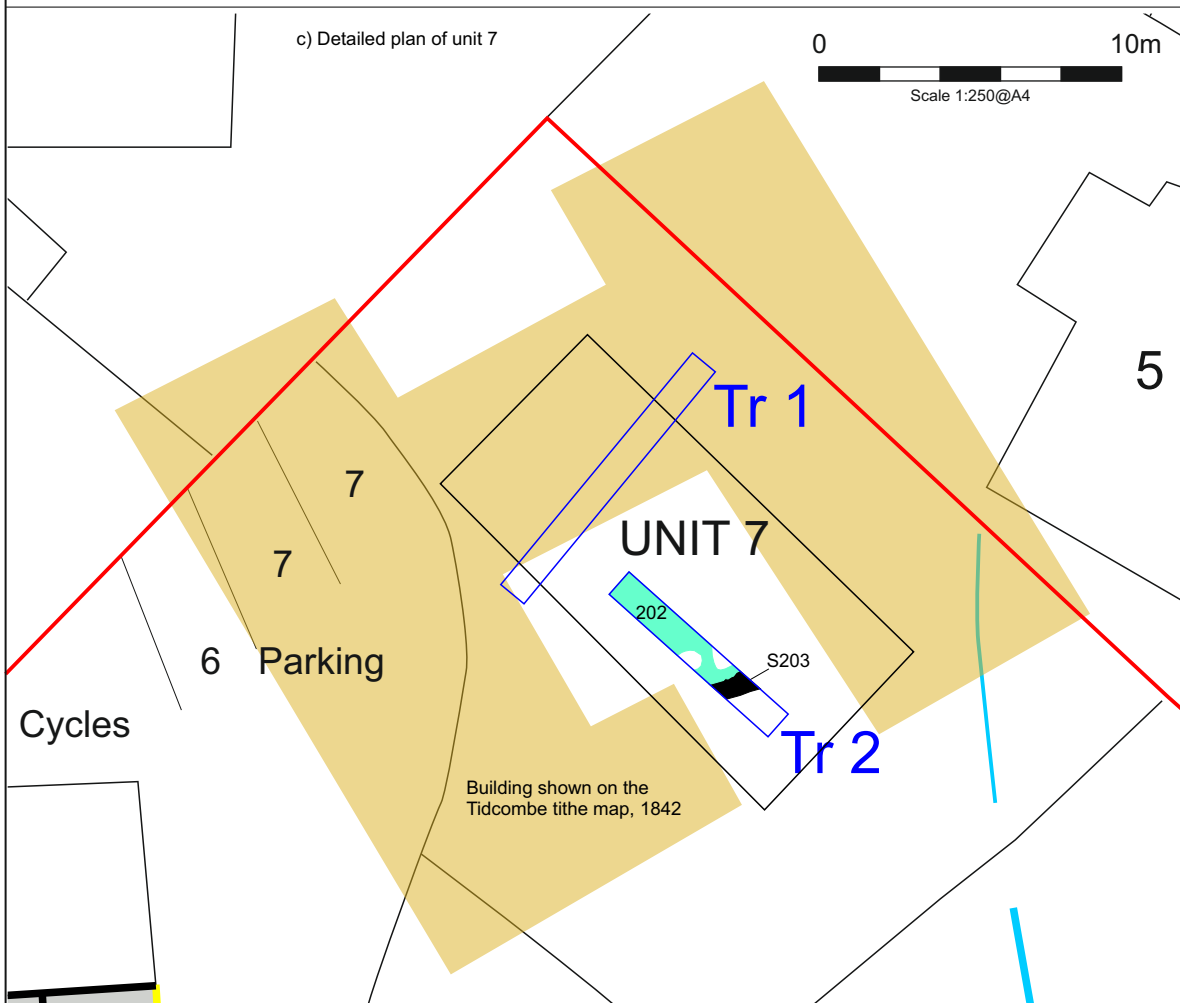 c) Detailed plan of unit 7
0
10m
Scale 1:250@A4
5
Tr 1
7
UNIT 7
7
202
6
Parking
S203
Cycles
Tr 2
Building shown on the
Tidcombe tithe map, 1842